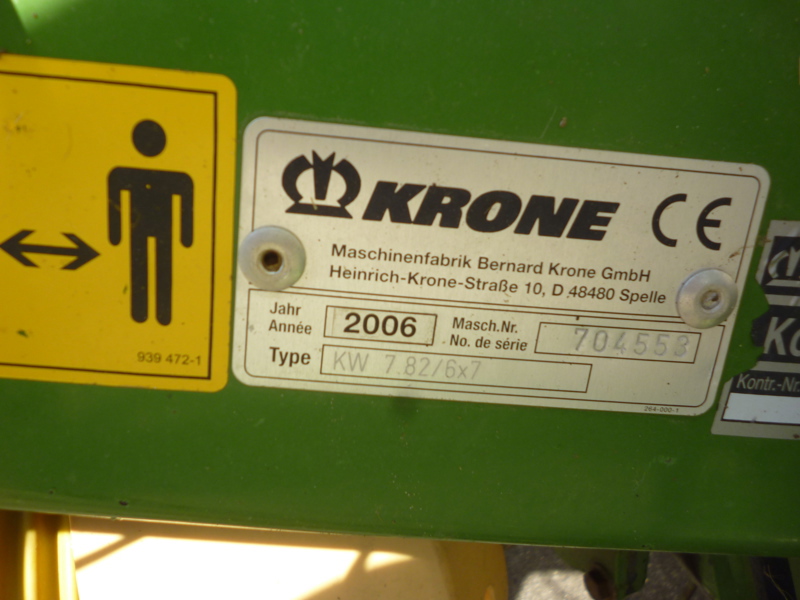 KRONE CE
Maschinenfabrik Bernard Krone GmbH
Heinrich-Krone-Straße 10, D 48480 Spelle
Jahr
Année
2006
Masch.Nr.
No. de série
704553
Type
KW 7.82/6x7
264-000-1
939 472-1
Kontr.-Nr.